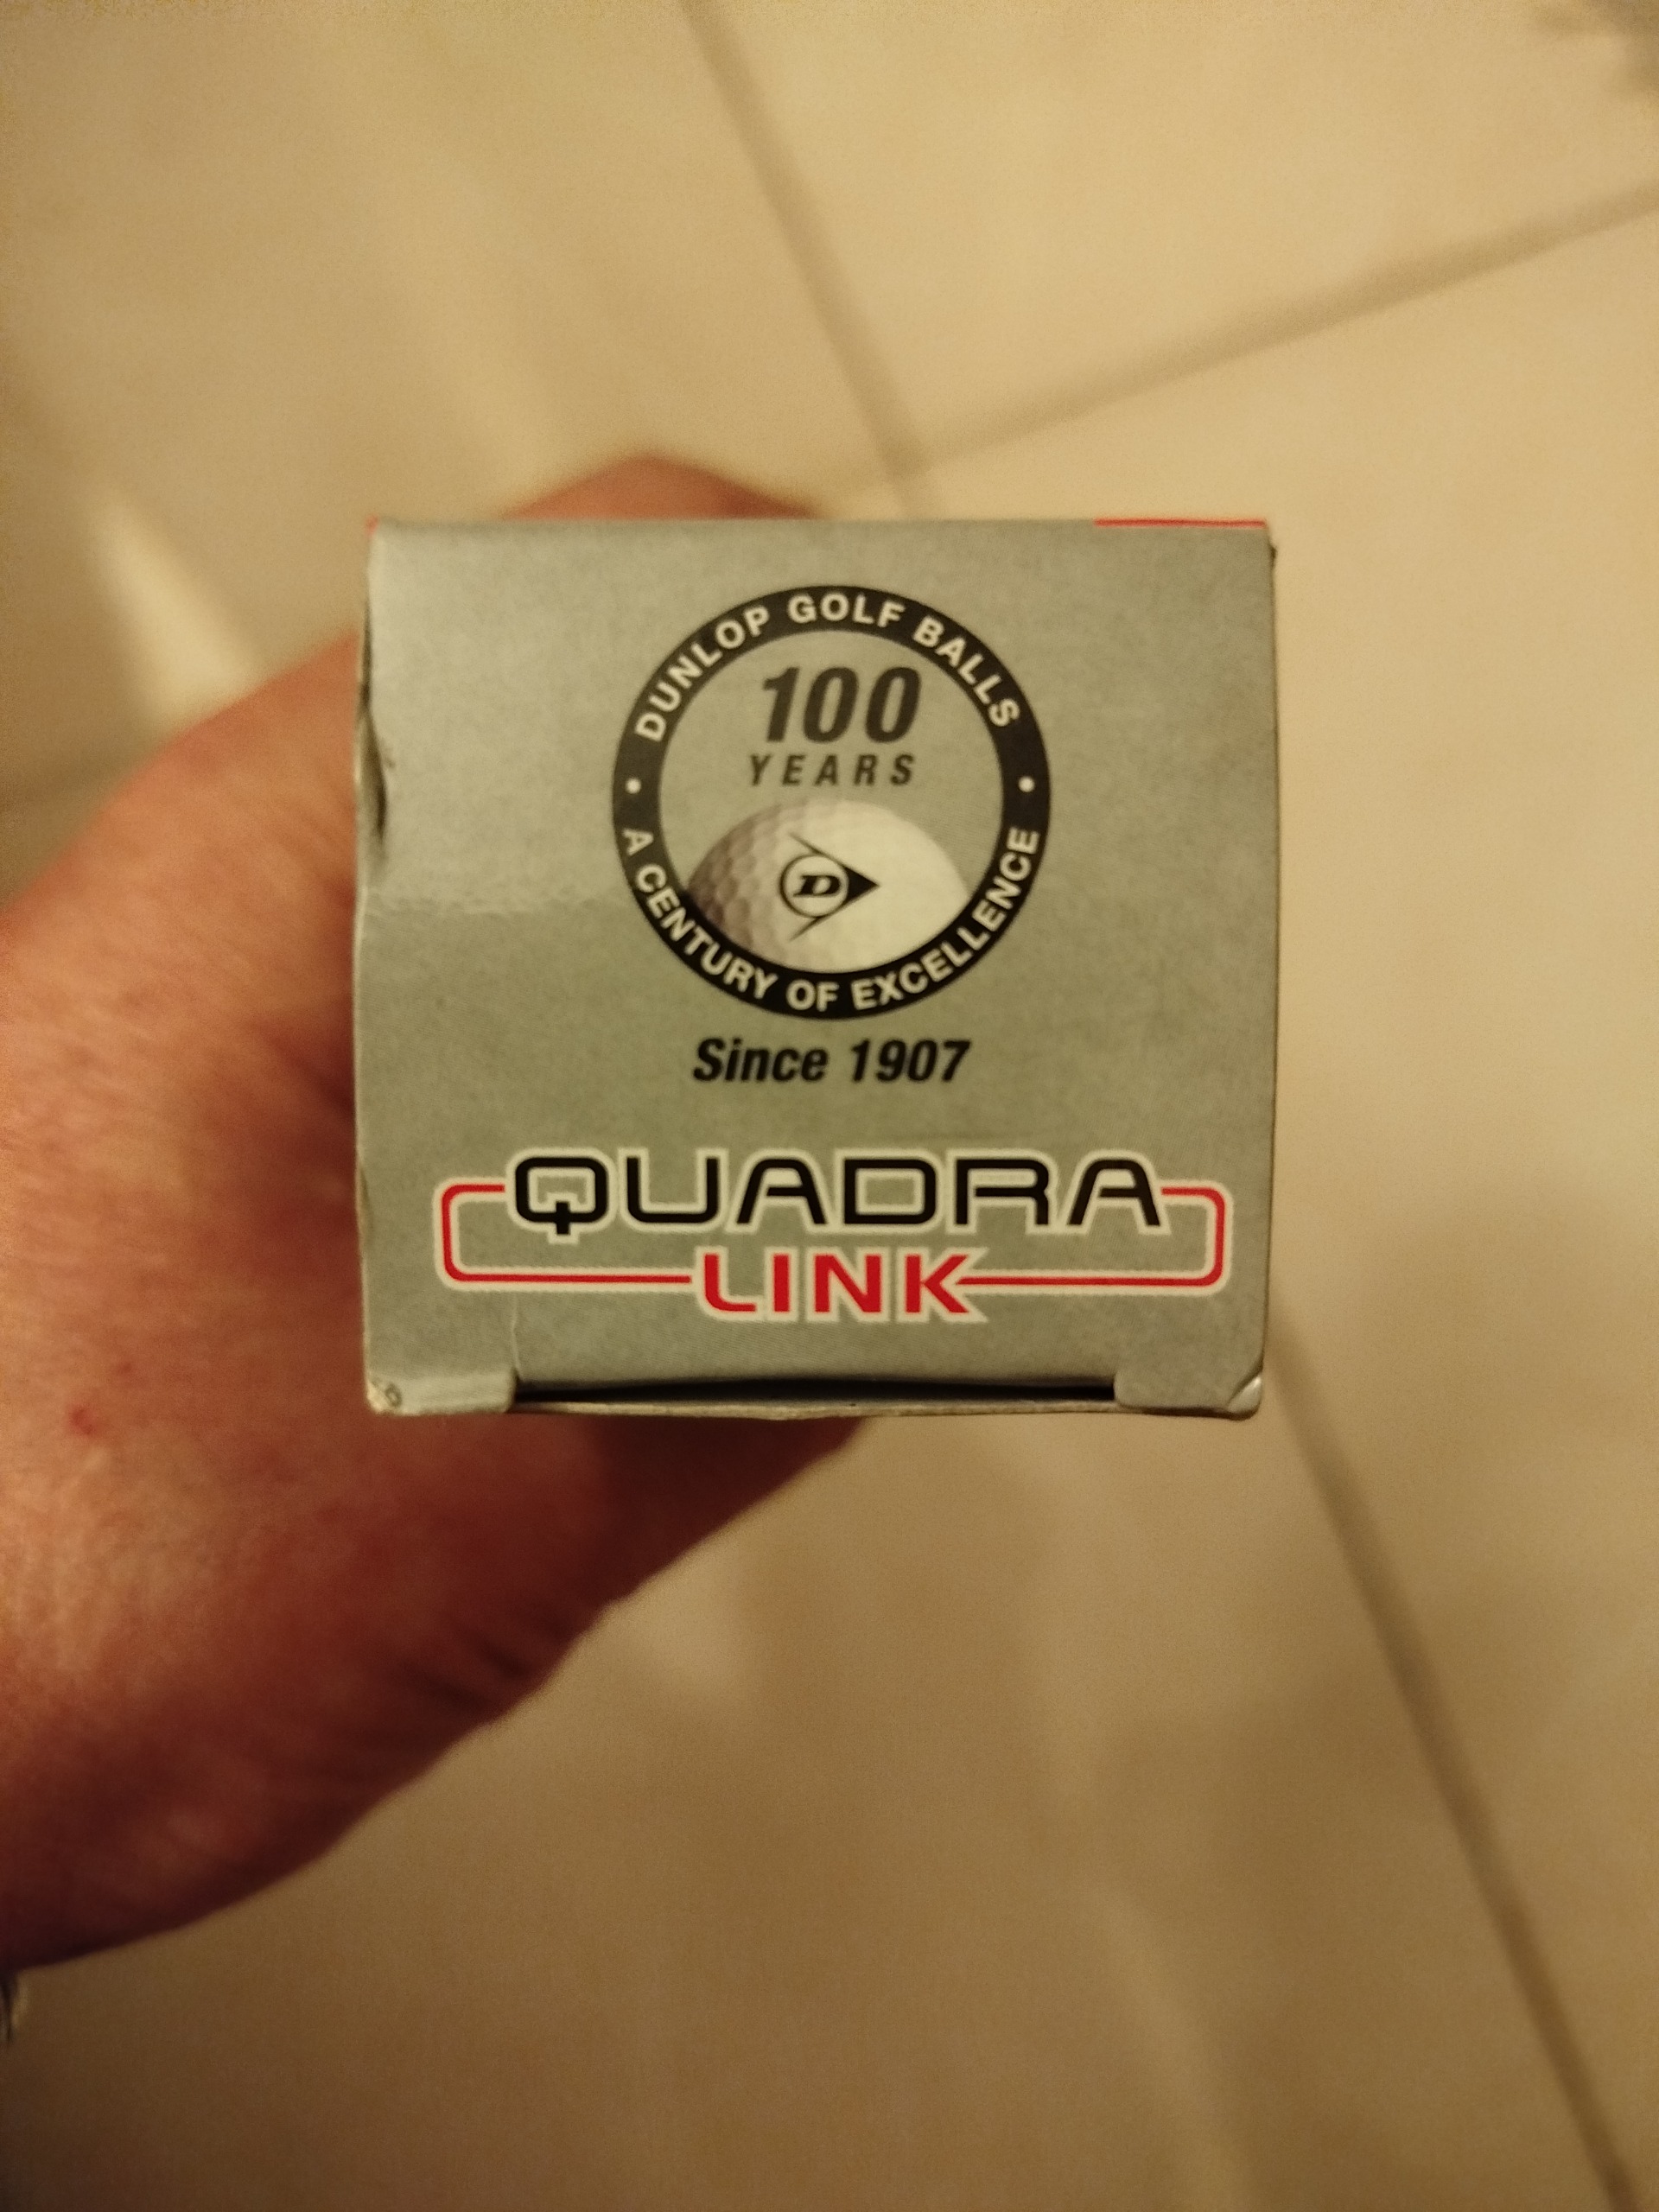 DUNLOP GOLF BALLS
100
YEARS
D
A CENTURY OF EXCELLENCE
Since 1907
QUADRA
LINK